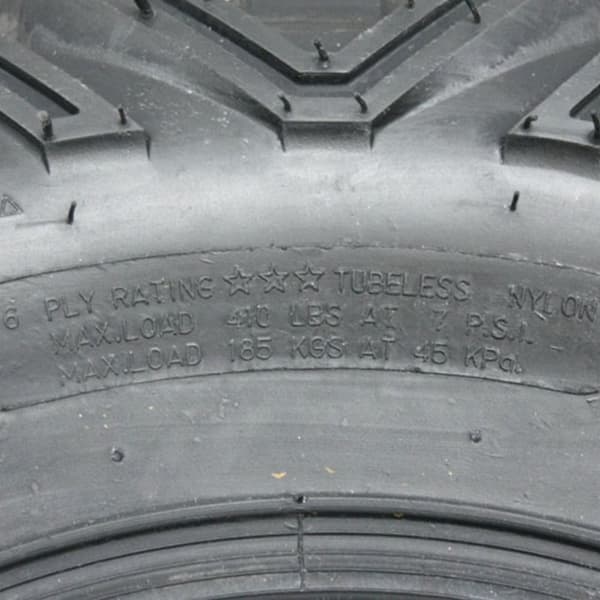 6 PLY RATING ☆☆☆ TUBELESS NYLON
MAX.LOAD 410 LBS AT 7 P.S.I. -
MAX.LOAD 185 KGS AT 45 KPa.